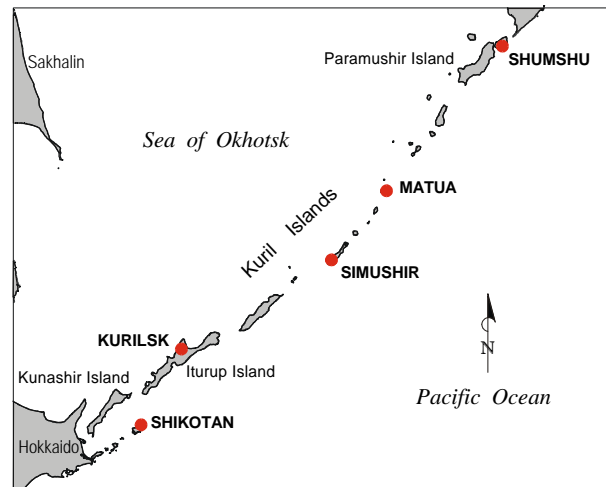 Paramushir Island
SHUMSHU
Sakhalin
Sea of Okhotsk
MATUA
Kuril Islands
SIMUSHIR
KURILSK
Iturup Island
Kunashir Island
N
Pacific Ocean
SHIKOTAN
Hokkaido